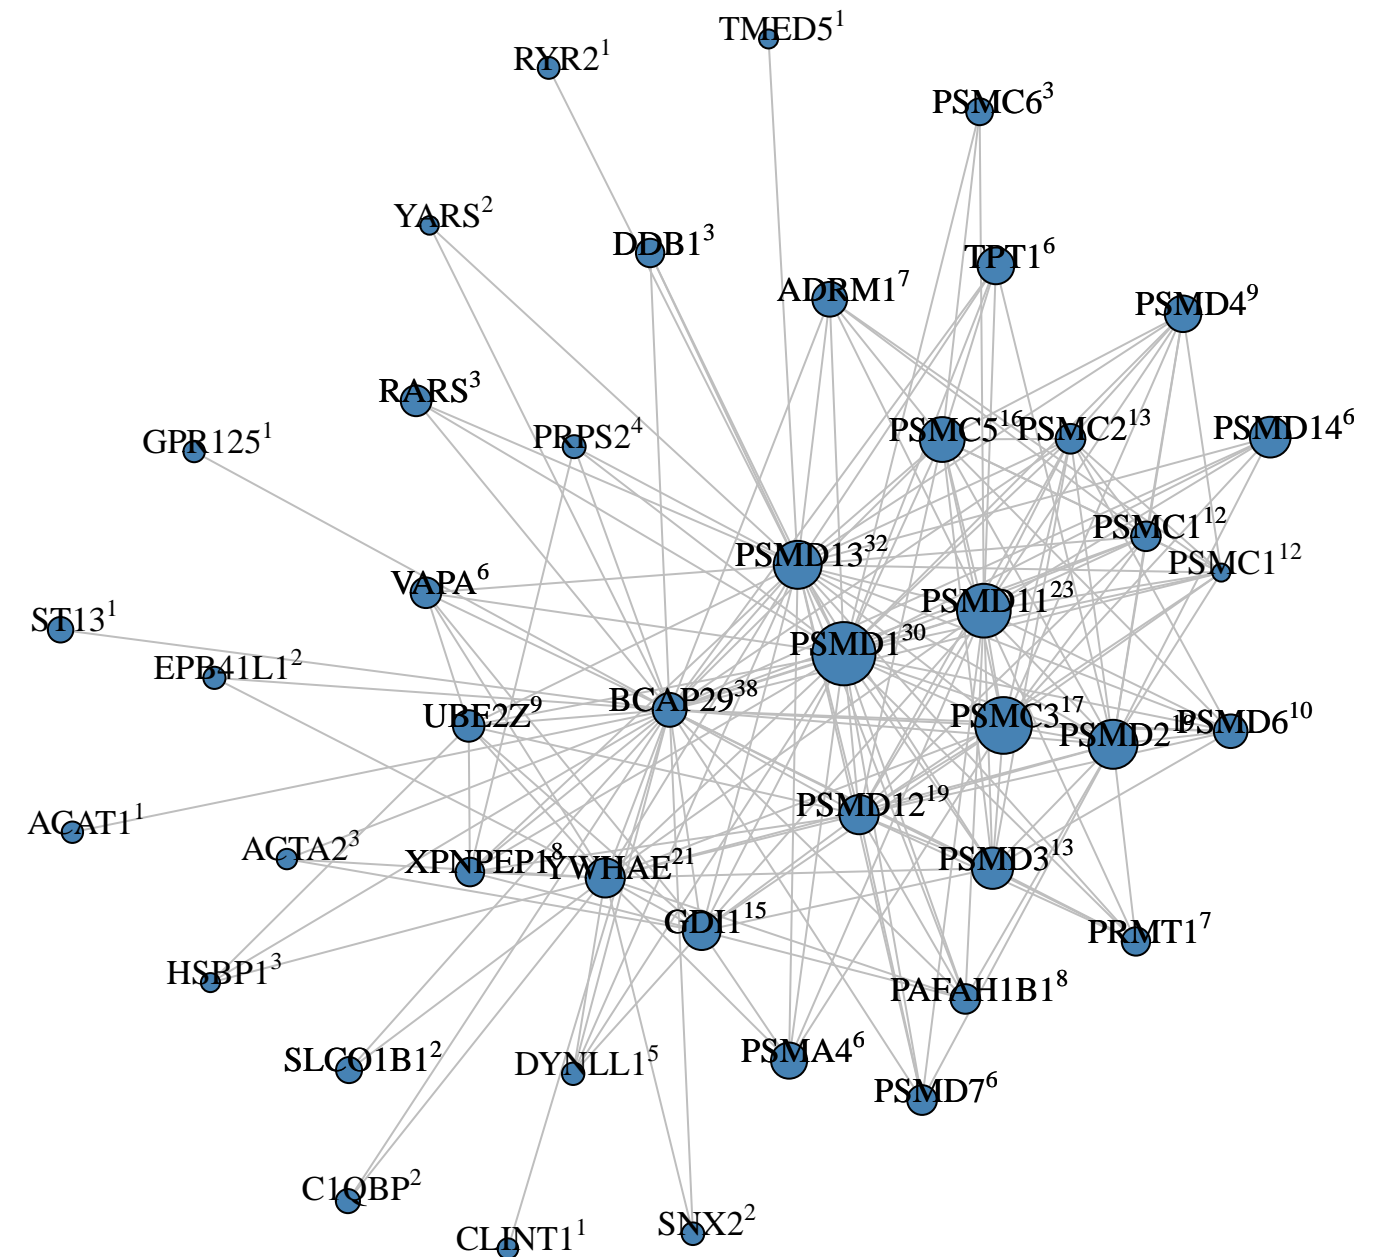 TMED5¹
RYR2¹
PSMC6³
YARS²
DDB1³
TPT1⁶
ADRM1⁷
PSMD4⁹
RARS³
GPR125¹
PRPS2⁴
PSMC5¹⁶
PSMC2¹³
PSMD14⁶
PSMC1¹²
PSMD13³²
PSMC1¹²
VAPA⁶
PSMD11²³
ST13¹
PSMD1³⁰
EPB41L1²
BCAP29³⁸
UBE2Z⁹
PSMC3¹⁷
PSMD2¹⁹
PSMD6¹⁰
PSMD12¹⁹
ACAT1¹
ACTA2³
XPNPEP1⁸
YWHAE²¹
PSMD3¹³
GDI1¹⁵
PRMT1⁷
HSBP1³
PAFAH1B1⁸
SLCO1B1²
DYNLL1⁵
PSMA4⁶
PSMD7⁶
C1QBP²
CLINT1¹
SNX2²